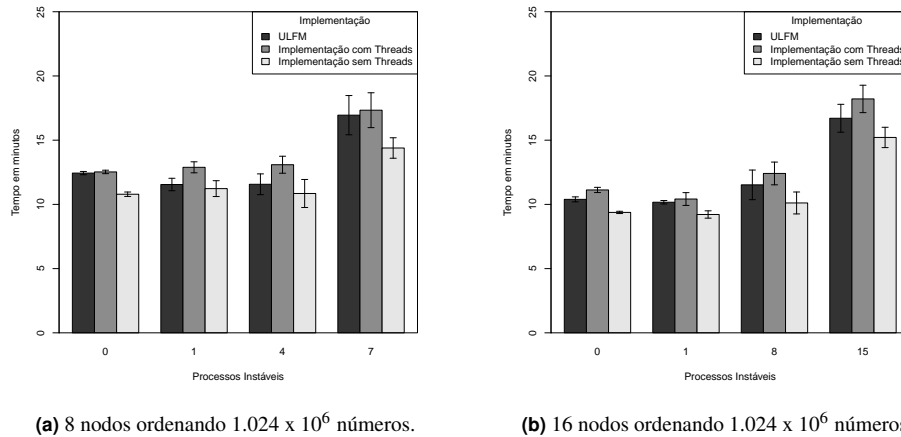 25
20
15
10
5
0
Tempo em minutos
Implementação
ULFM
Implementação com Threads
Implementação sem Threads
0 1 4 7
Processos Instáveis
(a) 8 nodos ordenando 1.024 x 10⁶ números.
25
20
15
10
5
0
Tempo em minutos
Implementação
ULFM
Implementação com Threads
Implementação sem Threads
0 1 8 15
Processos Instáveis
(b) 16 nodos ordenando 1.024 x 10⁶ números